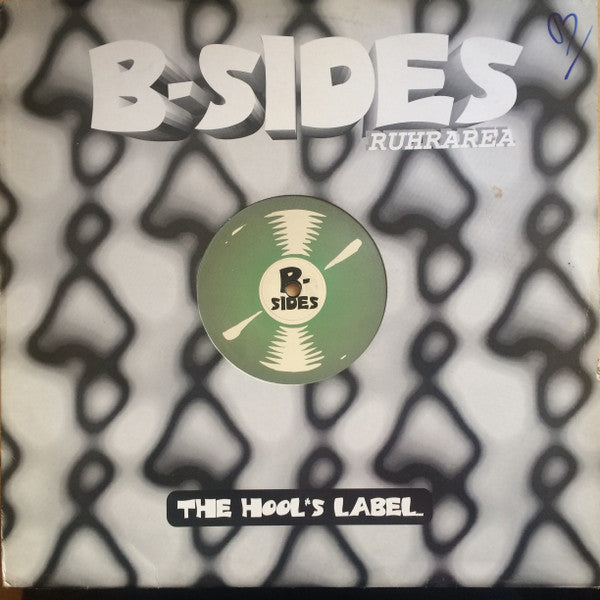 B-SIDES
RUHRAREA
B-
SIDES
THE HOOL'S LABEL